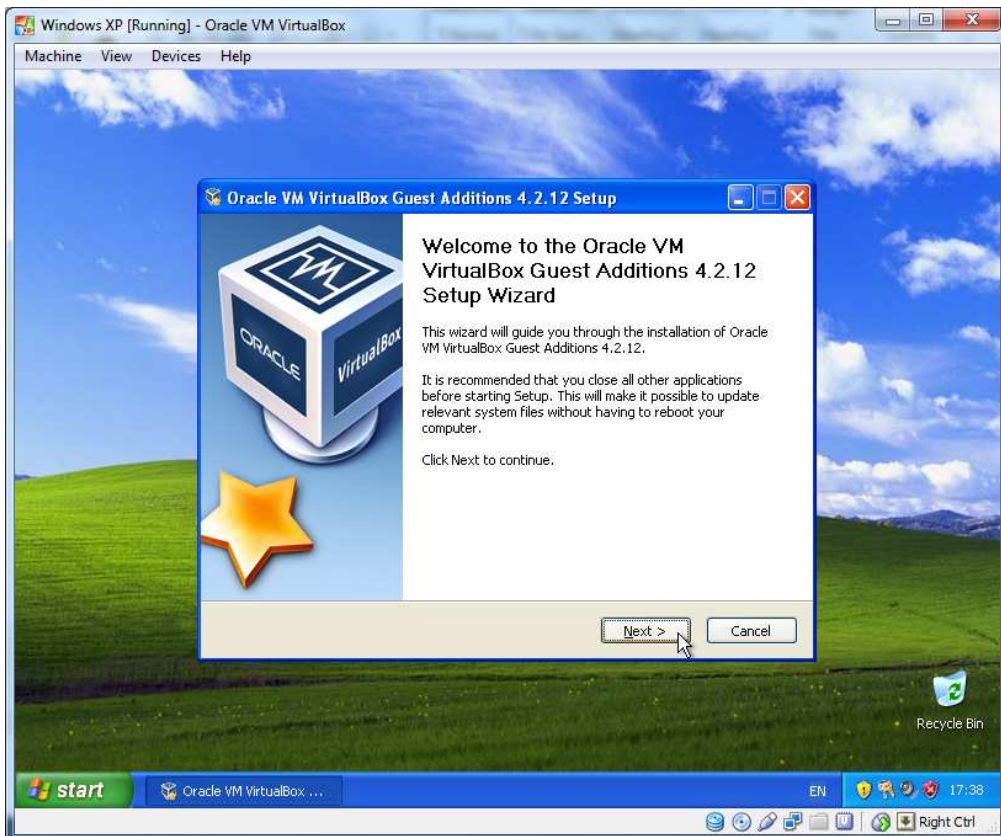 Windows XP [Running] - Oracle VM VirtualBox
Machine View Devices Help
Oracle VM VirtualBox Guest Additions 4.2.12 Setup
Welcome to the Oracle VM
VirtualBox Guest Additions 4.2.12
Setup Wizard
This wizard will guide you through the installation of Oracle
VM VirtualBox Guest Additions 4.2.12.
It is recommended that you close all other applications
before starting Setup. This will make it possible to update
relevant system files without having to reboot your
computer.
Click Next to continue.
ORACLE
VirtualBox
Next >
Cancel
Recycle Bin
start
Oracle VM VirtualBox ...
EN
17:38
Right Ctrl